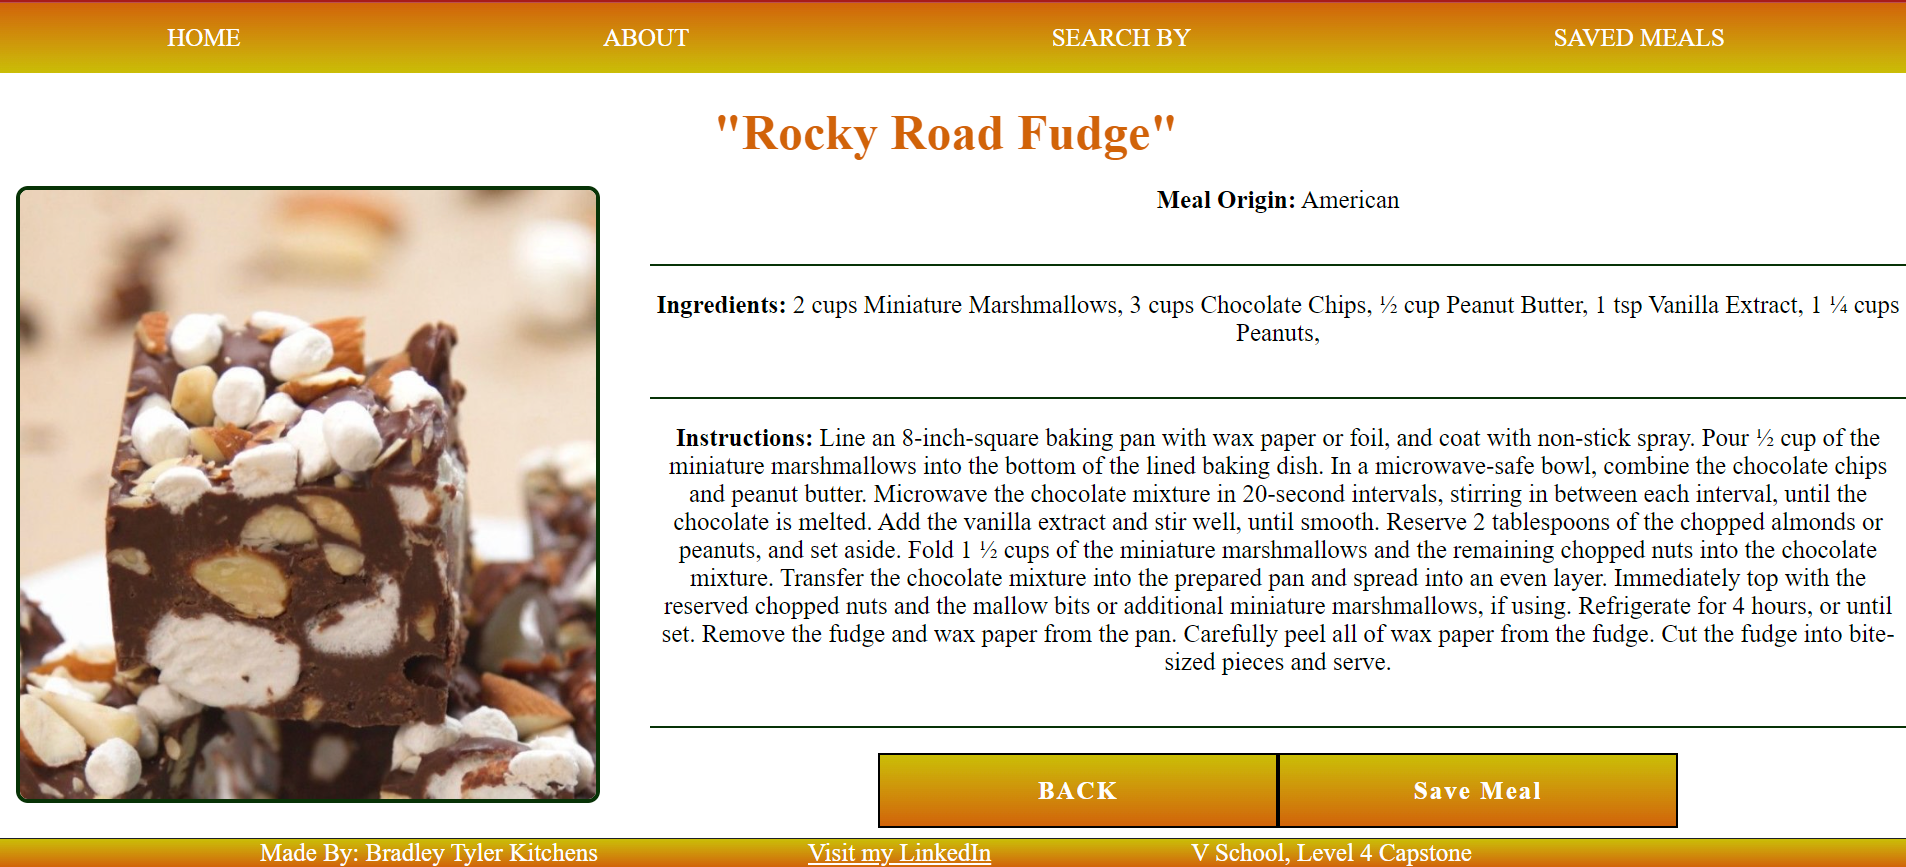 HOME ABOUT SEARCH BY SAVED MEALS
"Rocky Road Fudge"
Meal Origin: American
Ingredients: 2 cups Miniature Marshmallows, 3 cups Chocolate Chips, ½ cup Peanut Butter, 1 tsp Vanilla Extract, 1 ¼ cups
Peanuts,
Instructions: Line an 8-inch-square baking pan with wax paper or foil, and coat with non-stick spray. Pour ½ cup of the
miniature marshmallows into the bottom of the lined baking dish. In a microwave-safe bowl, combine the chocolate chips
and peanut butter. Microwave the chocolate mixture in 20-second intervals, stirring in between each interval, until the
chocolate is melted. Add the vanilla extract and stir well, until smooth. Reserve 2 tablespoons of the chopped almonds or
peanuts, and set aside. Fold 1 ½ cups of the miniature marshmallows and the remaining chopped nuts into the chocolate
mixture. Transfer the chocolate mixture into the prepared pan and spread into an even layer. Immediately top with the
reserved chopped nuts and the mallow bits or additional miniature marshmallows, if using. Refrigerate for 4 hours, or until
set. Remove the fudge and wax paper from the pan. Carefully peel all of wax paper from the fudge. Cut the fudge into bite-
sized pieces and serve.
BACK Save Meal
Made By: Bradley Tyler Kitchens Visit my LinkedIn V School, Level 4 Capstone